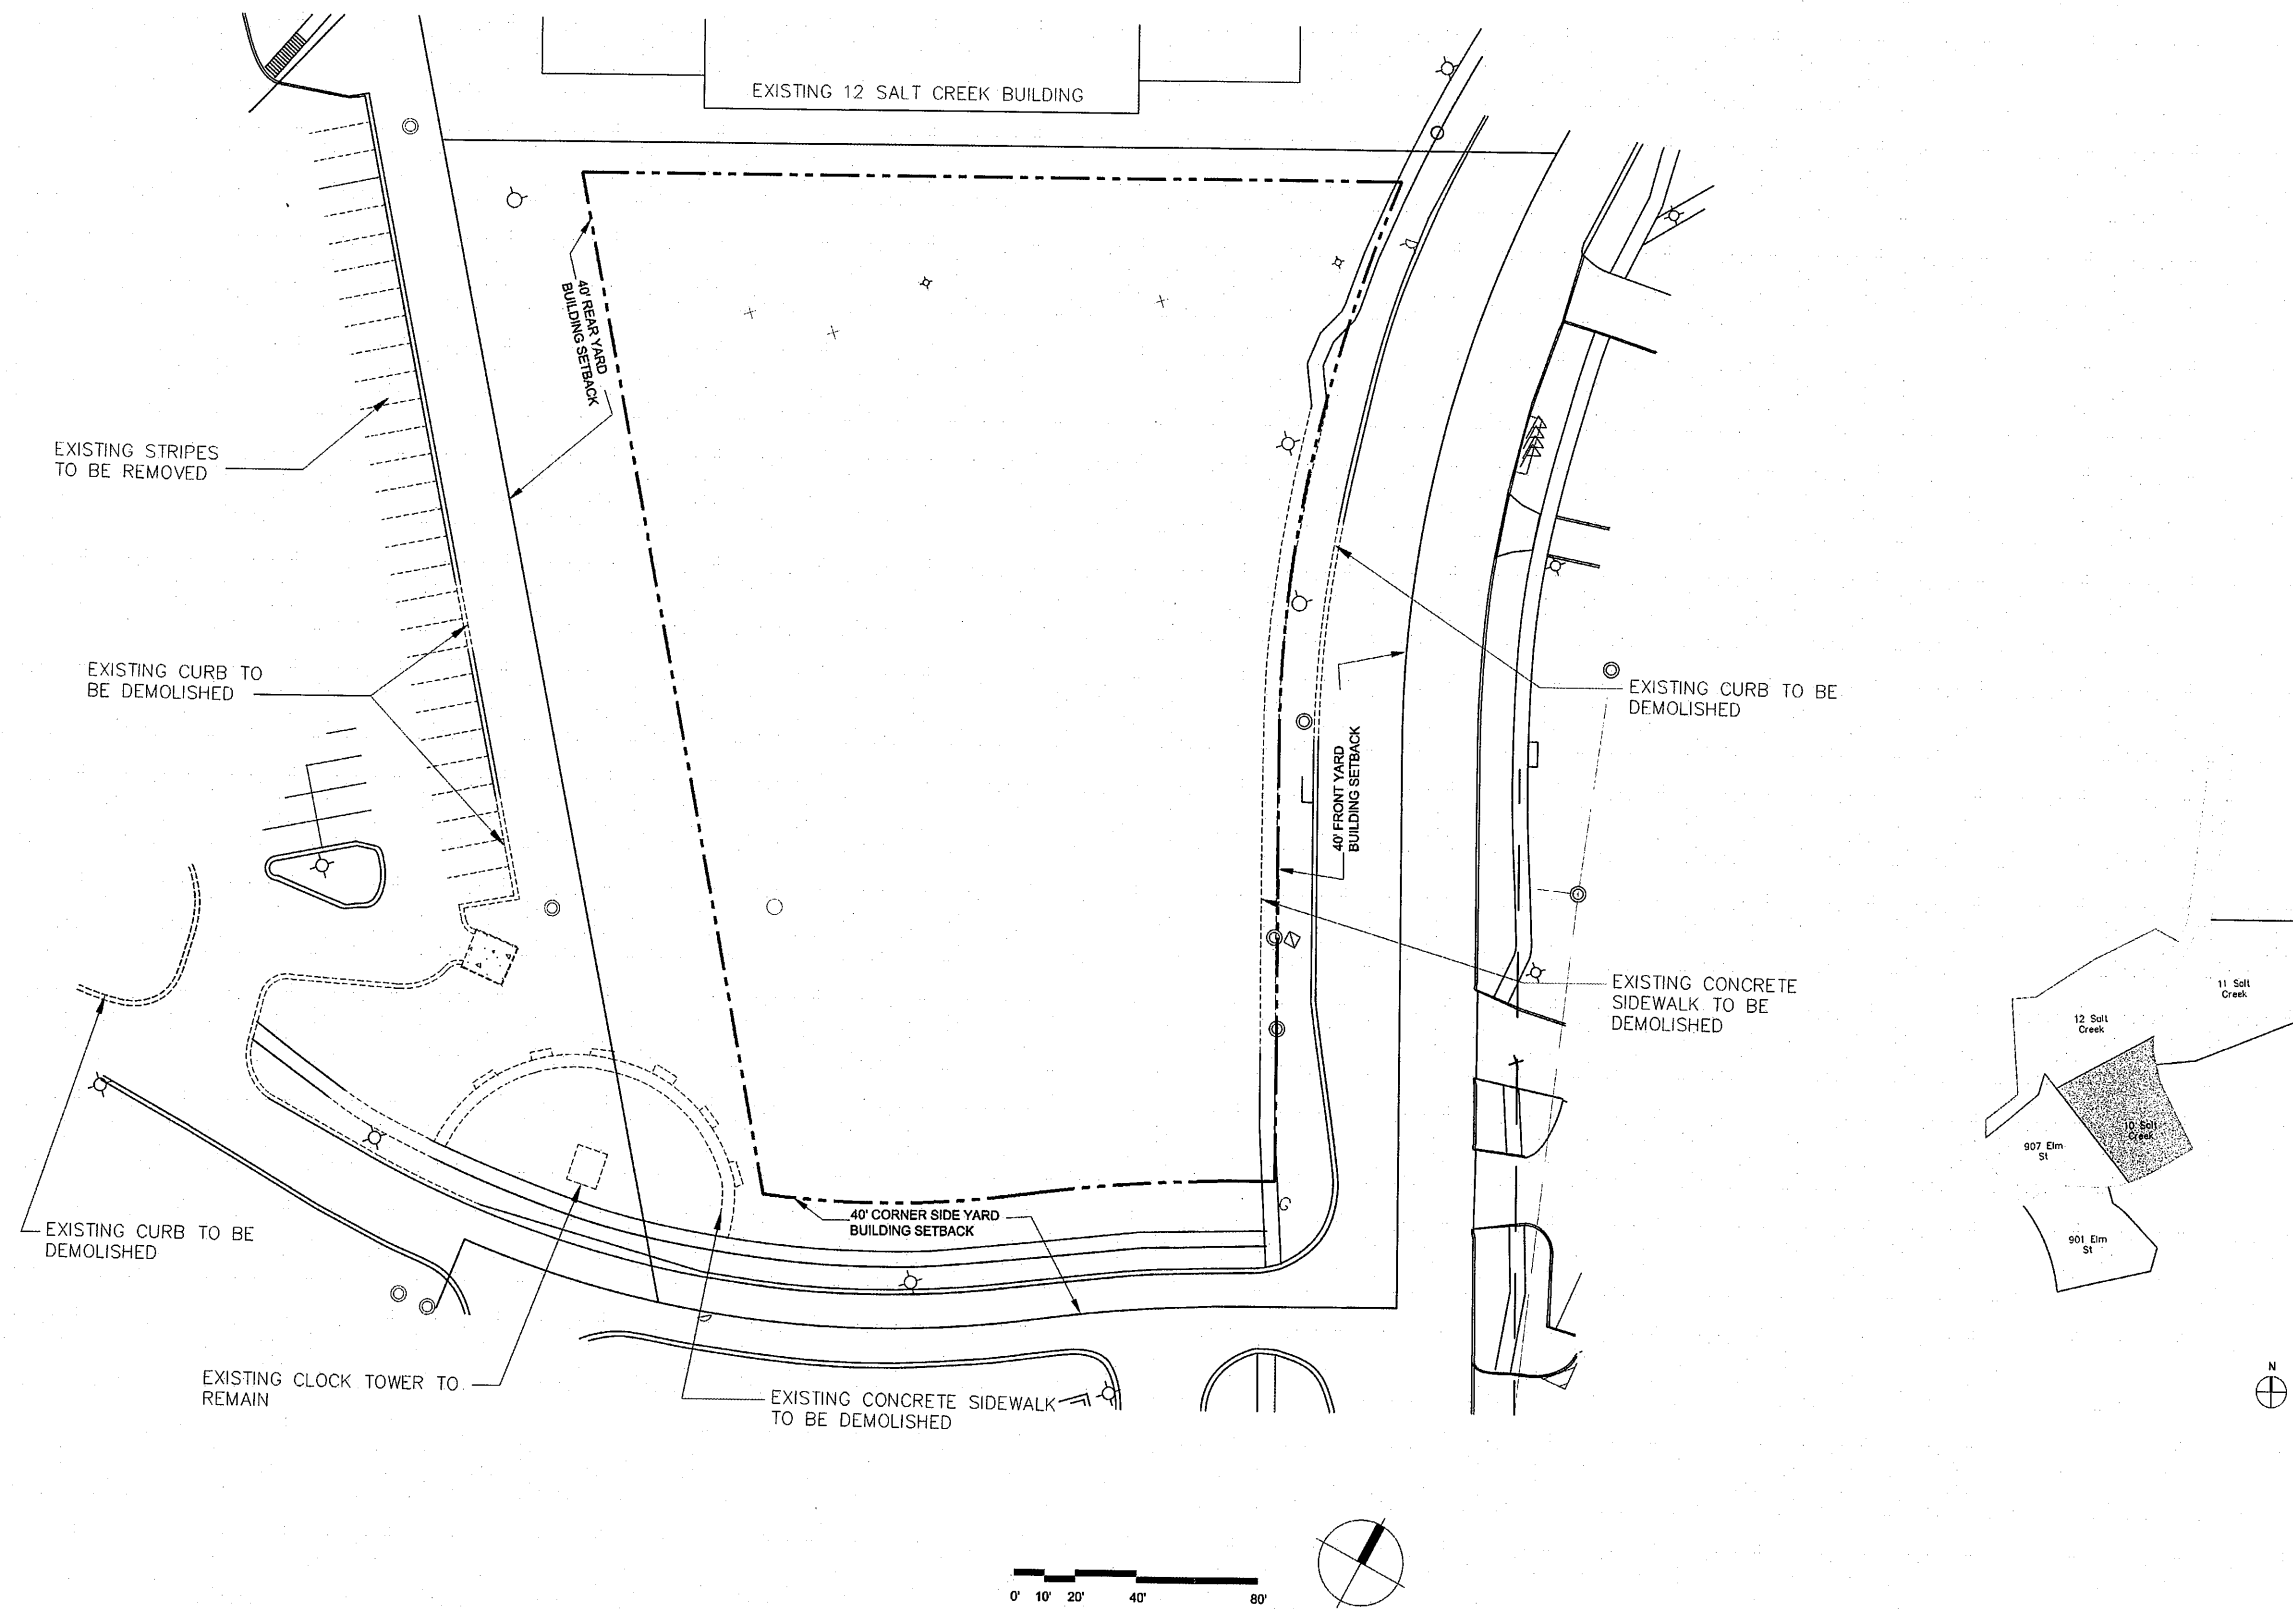 EXISTING 12 SALT CREEK BUILDING
40' REAR YARD
BUILDING SETBACK
EXISTING STRIPES
TO BE REMOVED
EXISTING CURB TO
BE DEMOLISHED
EXISTING CURB TO BE
DEMOLISHED
40' FRONT YARD
BUILDING SETBACK
EXISTING CONCRETE
SIDEWALK TO BE
DEMOLISHED
11 Salt
Creek
12 Salt
Creek
10 Salt
Creek
907 Elm
St
901 Elm
St
40' CORNER SIDE YARD
BUILDING SETBACK
EXISTING CURB TO BE
DEMOLISHED
EXISTING CLOCK TOWER TO
REMAIN
EXISTING CONCRETE SIDEWALK
TO BE DEMOLISHED
N
0' 10' 20' 40' 80'